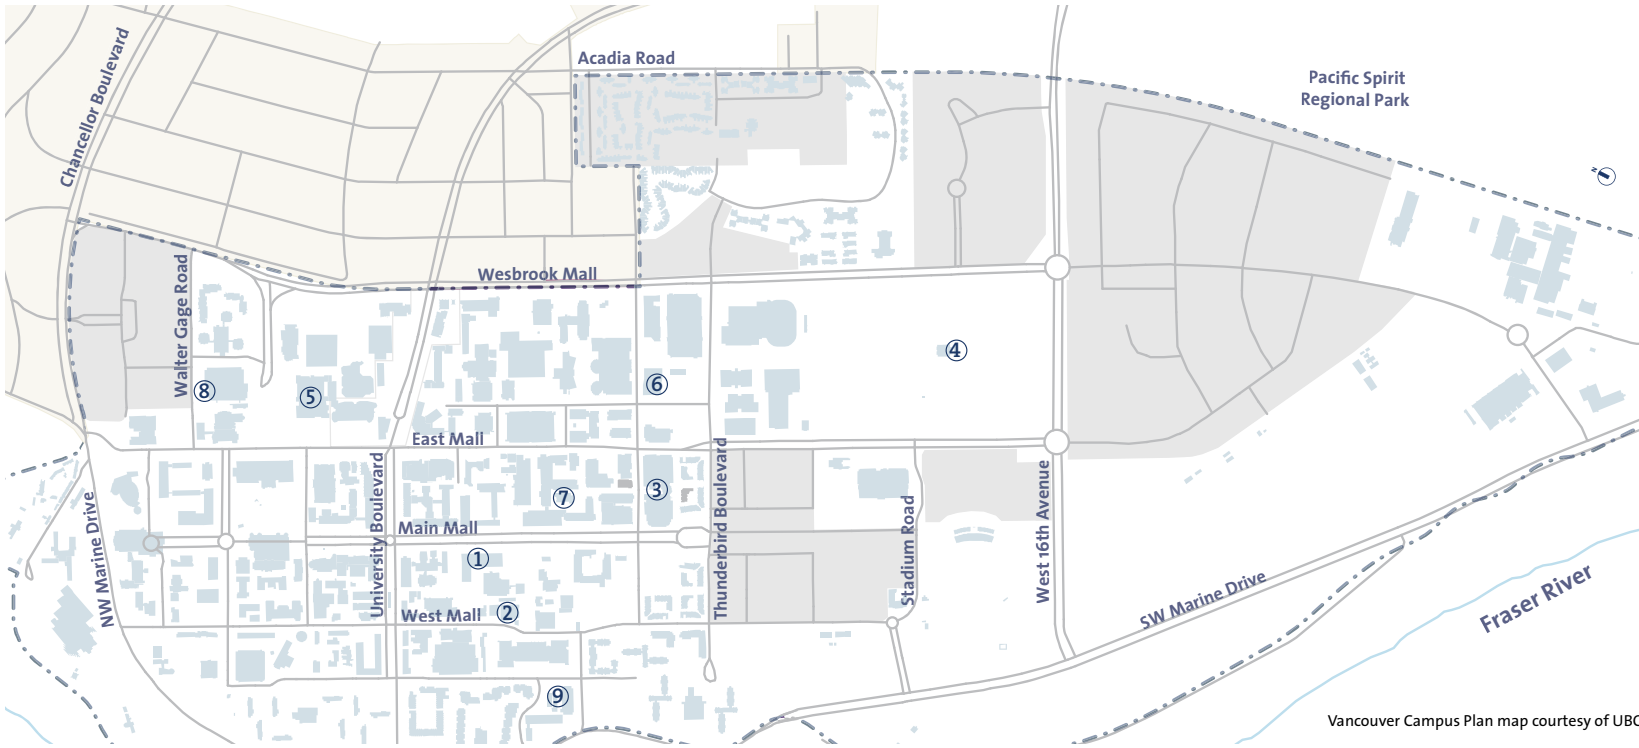 Acadia Road
Pacific Spirit
Regional Park
Chancellor Boulevard
N
Wesbrook Mall
Walter Gage Road
4
6
8
5
East Mall
Thunderbird Boulevard
University Boulevard
West 16th Avenue
3
7
NW Marine Drive
Stadium Road
Main Mall
1
SW Marine Drive
Fraser River
2
West Mall
9
Vancouver Campus Plan map courtesy of UBC